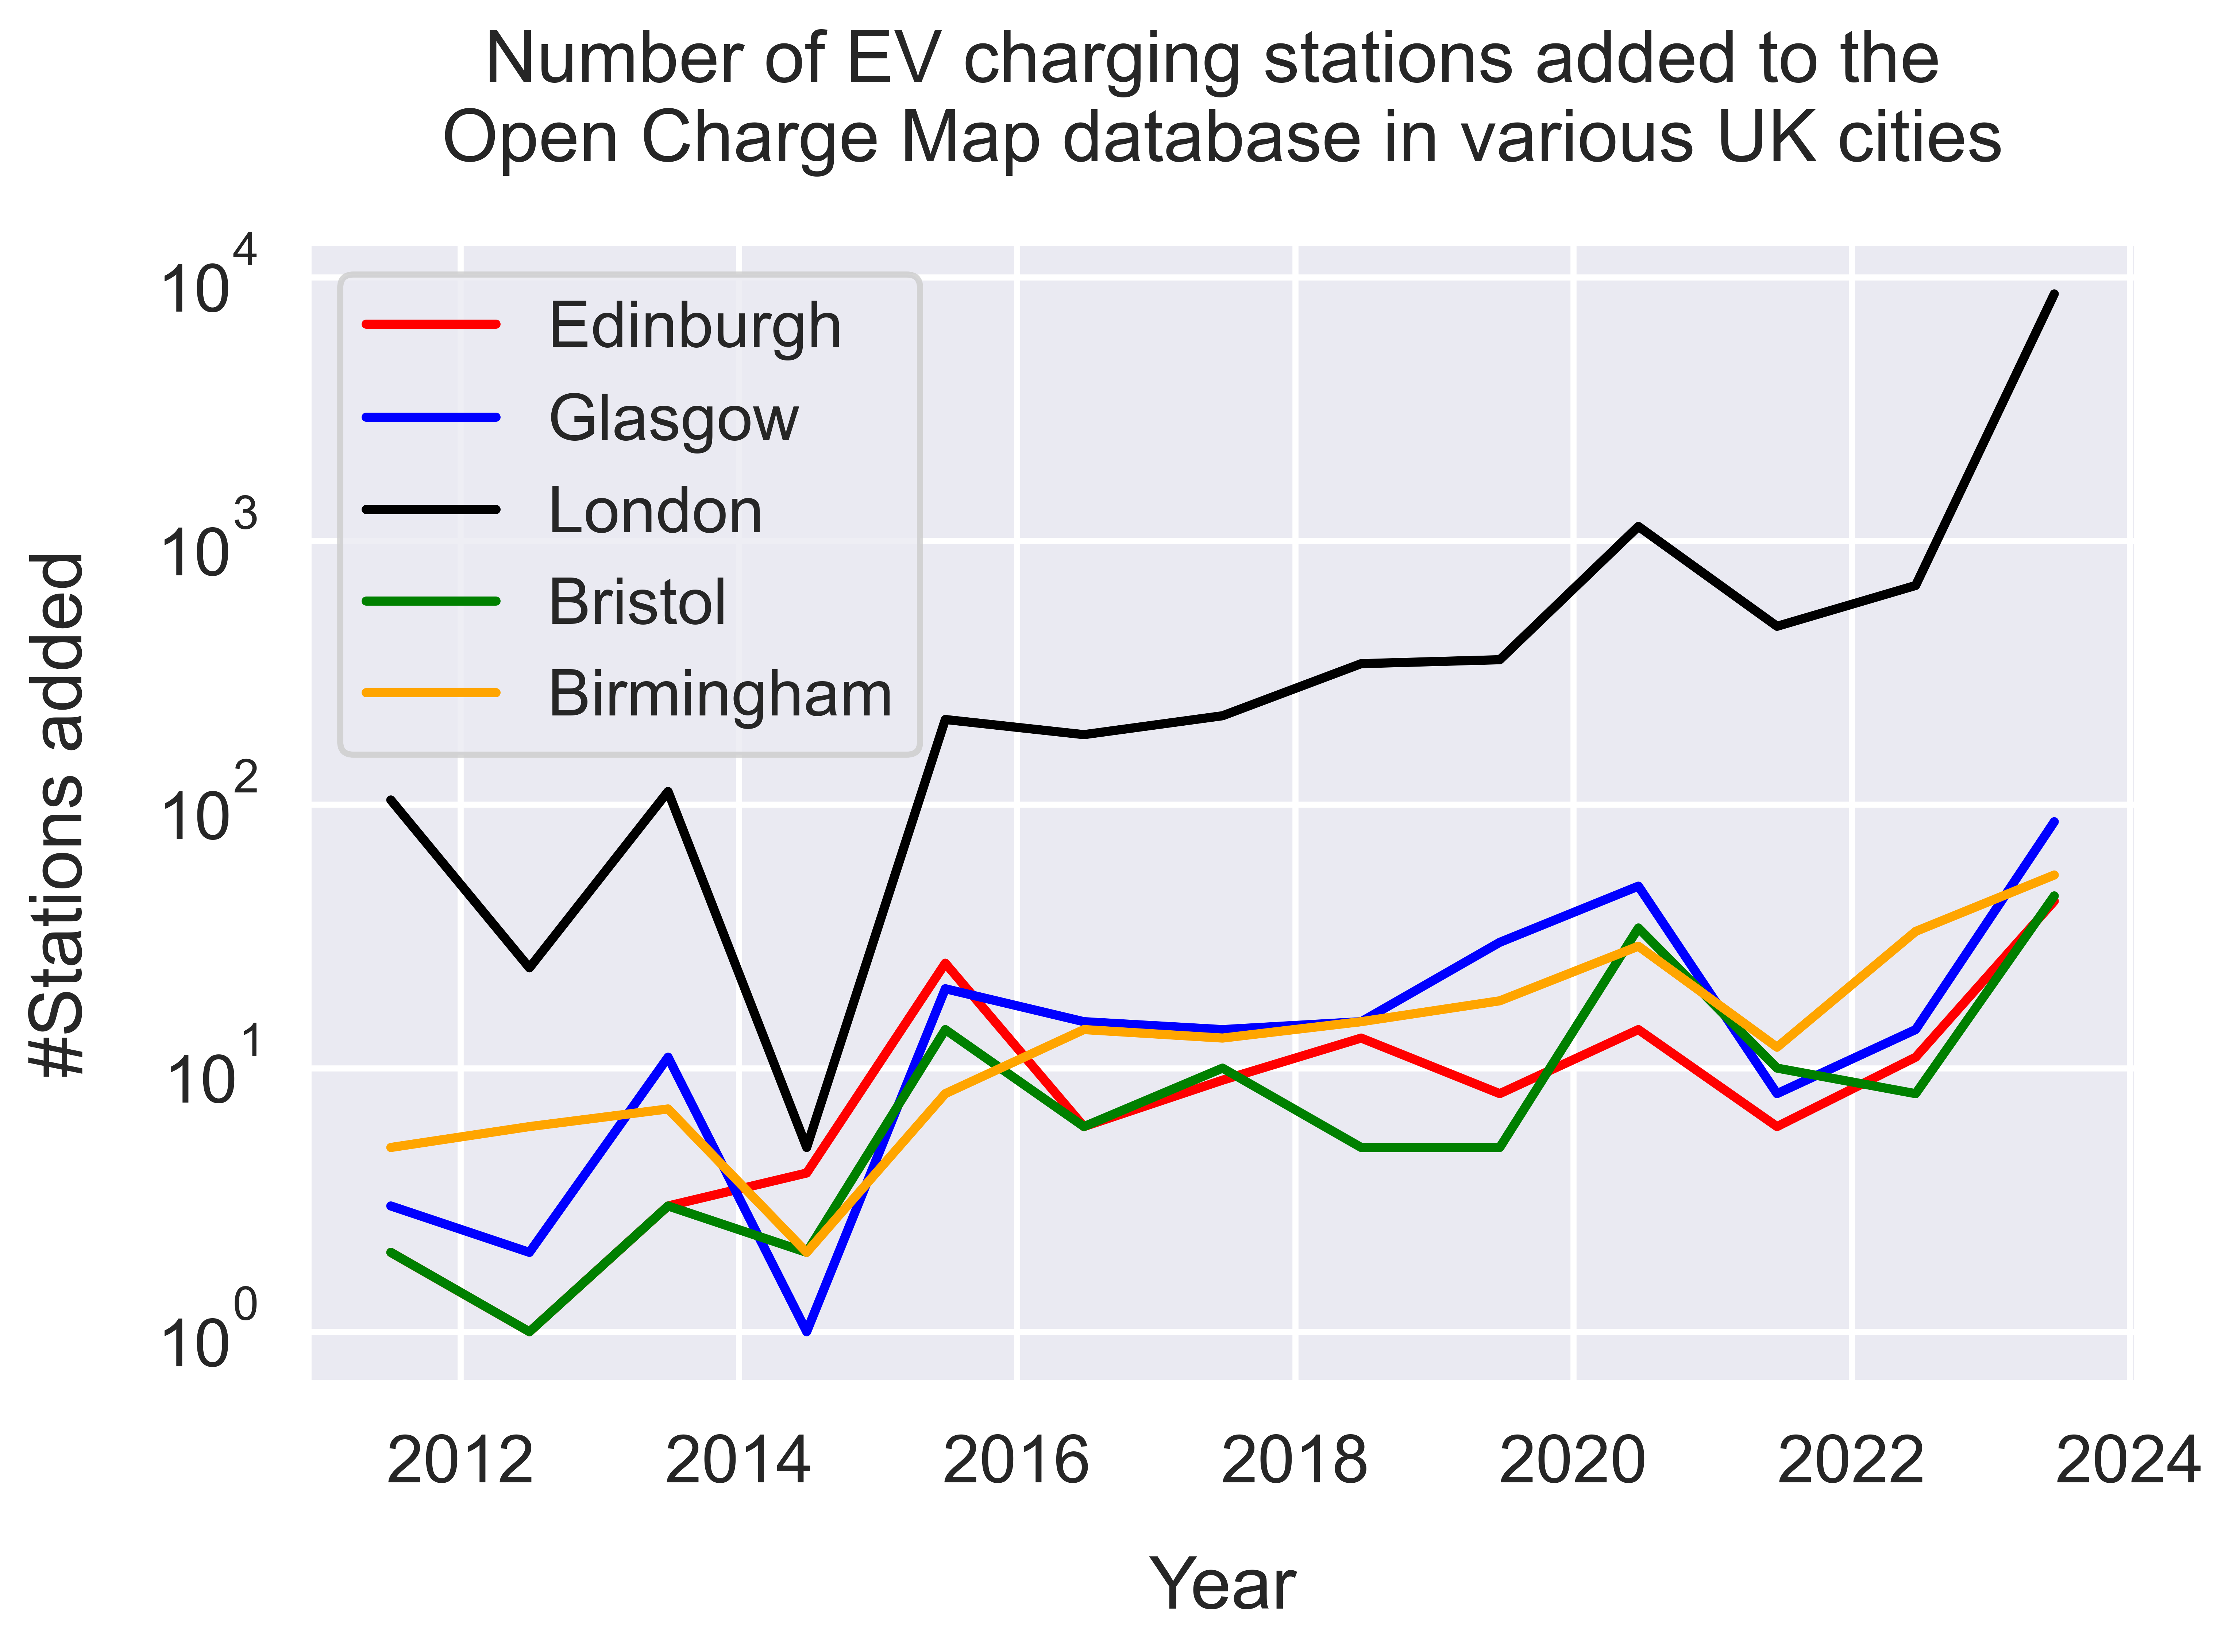 Number of EV charging stations added to the
Open Charge Map database in various UK cities
10^4
10^3
10^2
10^1
10^0
#Stations added
Edinburgh
Glasgow
London
Bristol
Birmingham
2012 2014 2016 2018 2020 2022 2024
Year